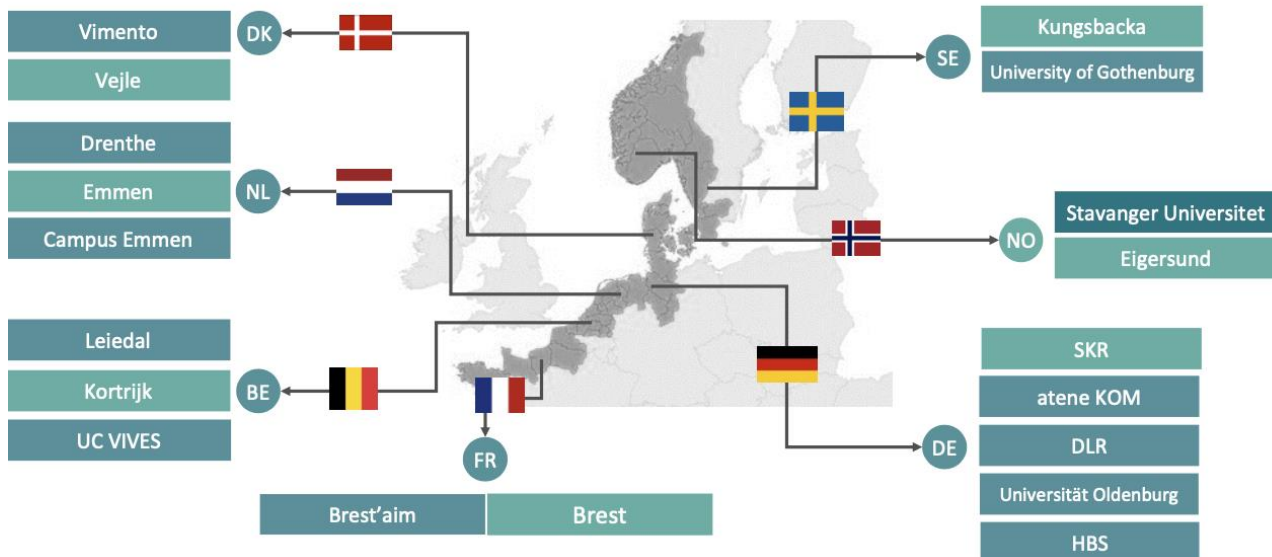 Vimento
DK
Vejle
Drenthe
Emmen
NL
Campus Emmen
Leiedal
Kortrijk
BE
UC VIVES
FR
Brest’aim
Brest
SE
Kungsbacka
University of Gothenburg
NO
Stavanger Universitet
Eigersund
DE
SKR
atene KOM
DLR
Universität Oldenburg
HBS